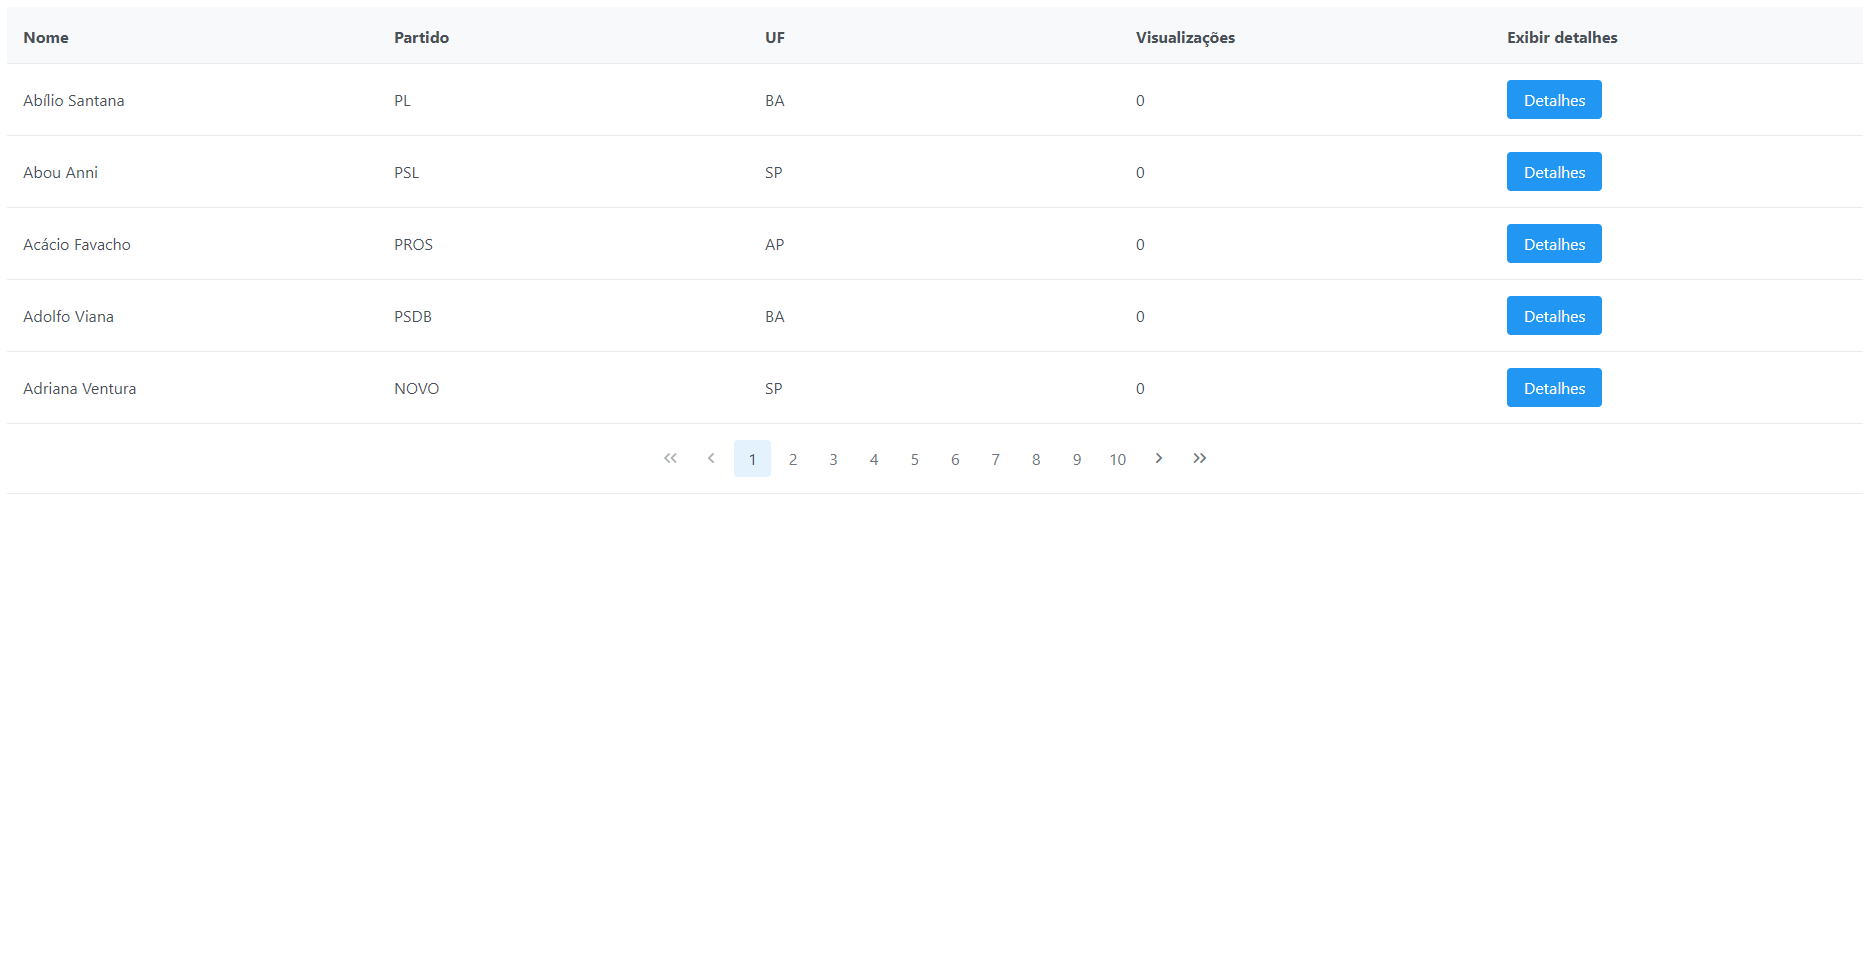 Nome Partido UF Visualizações Exibir detalhes
Abílio Santana PL BA 0 Detalhes
Abou Anni PSL SP 0 Detalhes
Acácio Favacho PROS AP 0 Detalhes
Adolfo Viana PSDB BA 0 Detalhes
Adriana Ventura NOVO SP 0 Detalhes
1 2 3 4 5 6 7 8 9 10